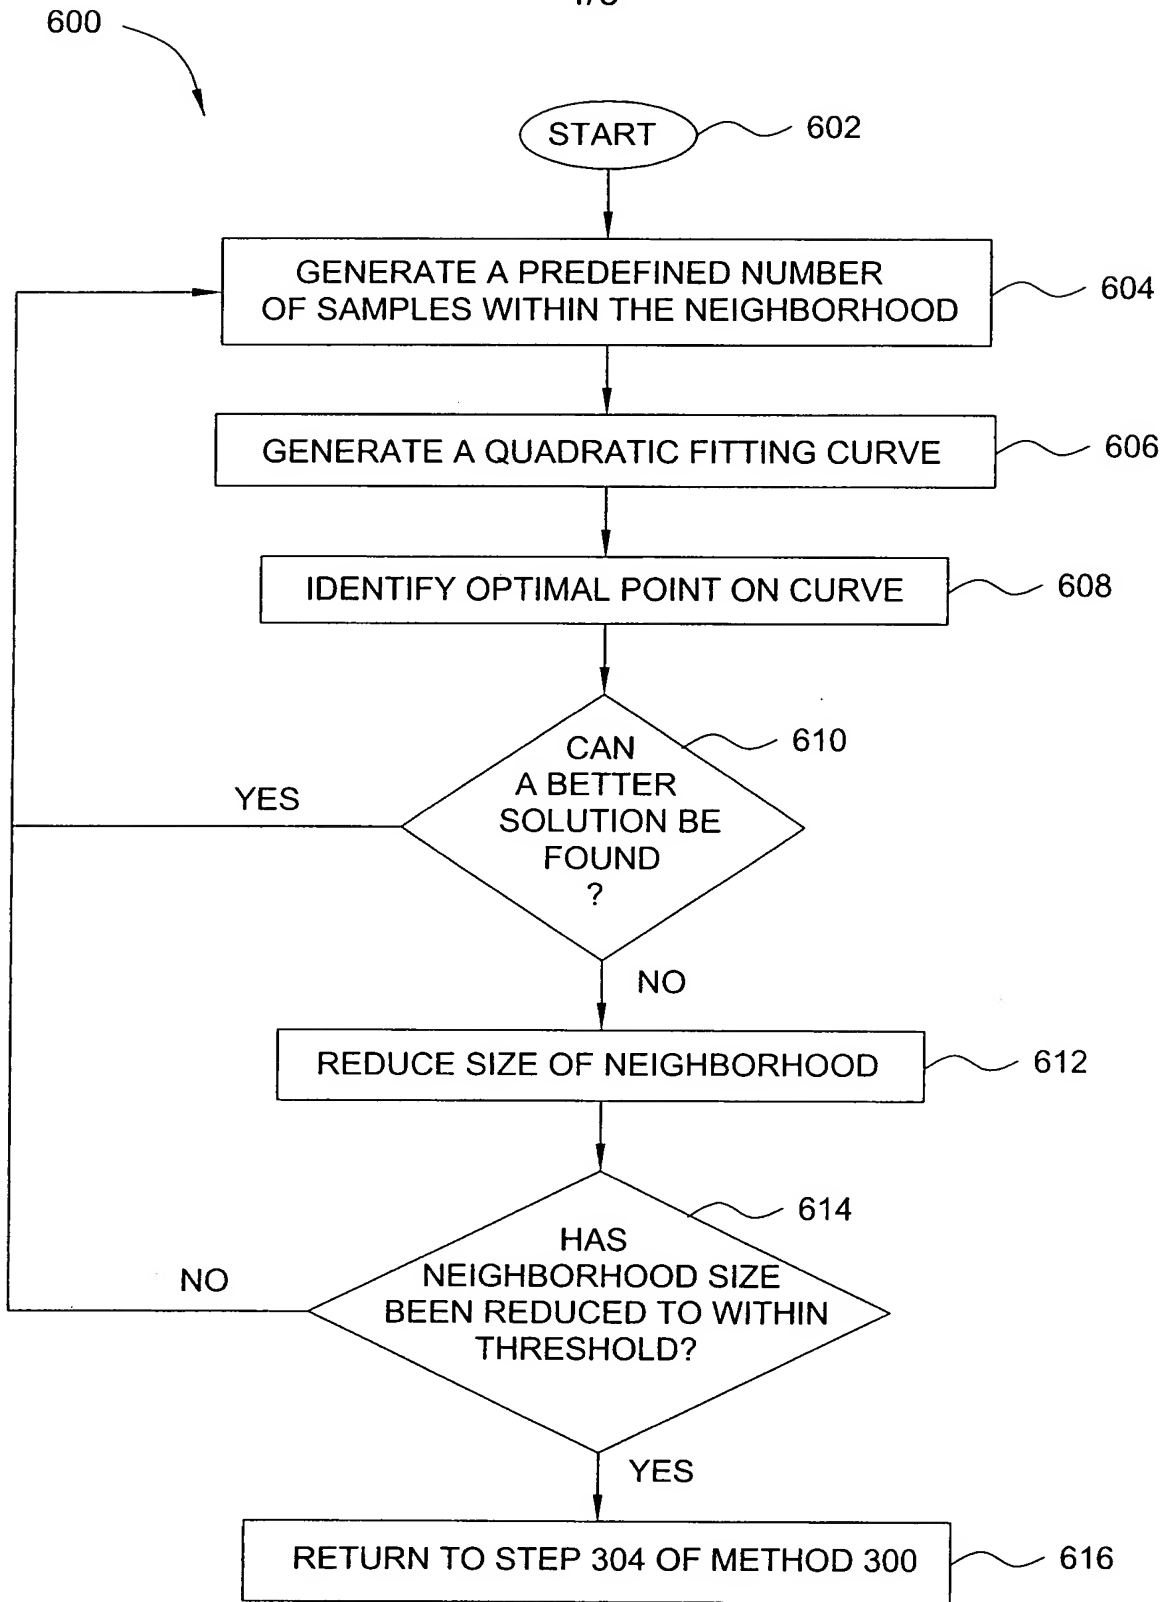 600
START
602
GENERATE A PREDEFINED NUMBER
OF SAMPLES WITHIN THE NEIGHBORHOOD
604
GENERATE A QUADRATIC FITTING CURVE
606
IDENTIFY OPTIMAL POINT ON CURVE
608
CAN
A BETTER
SOLUTION BE
FOUND
?
610
YES
NO
REDUCE SIZE OF NEIGHBORHOOD
612
HAS
NEIGHBORHOOD SIZE
BEEN REDUCED TO WITHIN
THRESHOLD?
614
NO
YES
RETURN TO STEP 304 OF METHOD 300
616